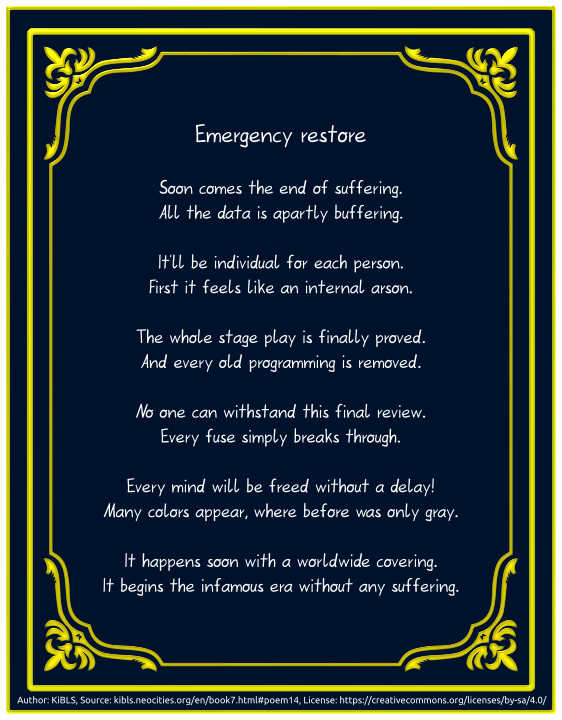 Emergency restore
Soon comes the end of suffering.
All the data is apartly buffering.
It'll be individual for each person.
First it feels like an internal arson.
The whole stage play is finally proved.
And every old programming is removed.
No one can withstand this final review.
Every fuse simply breaks through.
Every mind will be freed without a delay!
Many colors appear, where before was only gray.
It happens soon with a worldwide covering.
It begins the infamous era without any suffering.
Author: KiBLS, Source: kibls.neocities.org/en/book7.html#poem14, License: https://creativecommons.org/licenses/by-sa/4.0/